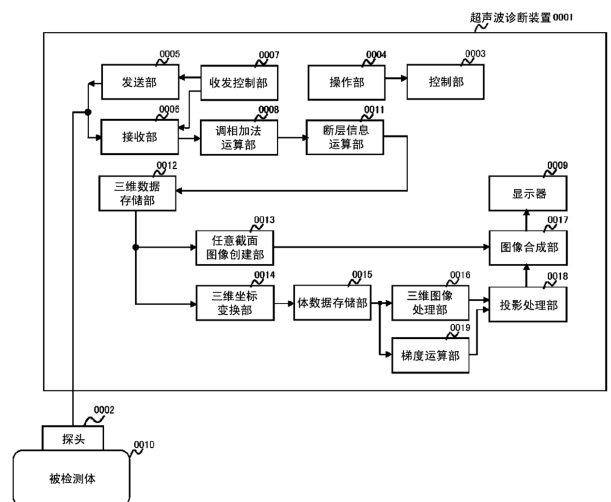 超声波诊断装置0001
0005
发送部
0007
收发控制部
0004
操作部
0003
控制部
0006
接收部
0008
调相加法
运算部
0011
断层信息
运算部
0012
三维数据
存储部
0009
显示器
0013
任意截面
图像创建部
0017
图像合成部
0014
三维坐标
变换部
0015
体数据存储部
0016
三维图像
处理部
0018
投影处理部
0019
梯度运算部
0002
探头
0010
被检测体